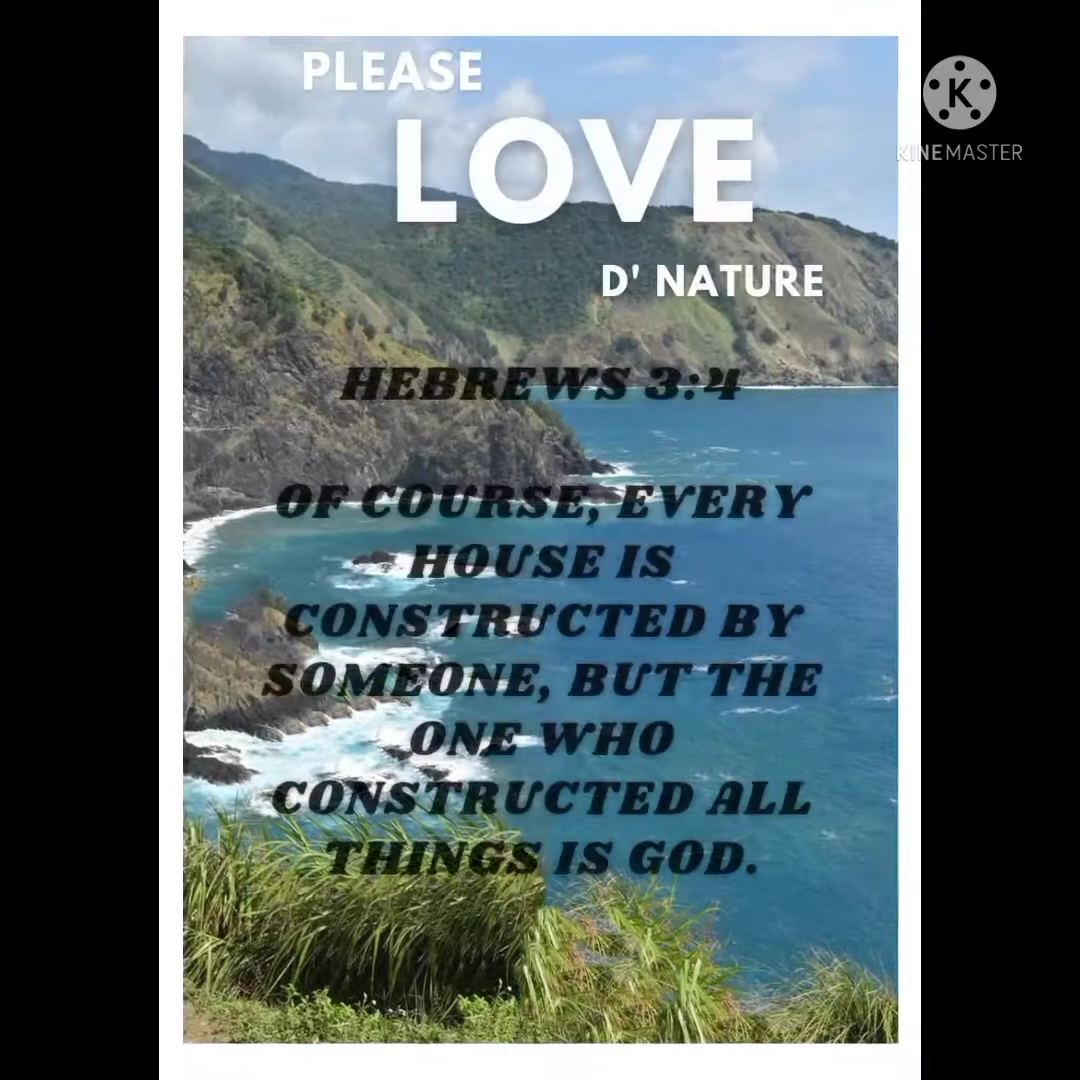 PLEASE
LOVE
D' NATURE
HEBREWS 3:4
OF COURSE, EVERY
HOUSE IS
CONSTRUCTED BY
SOMEONE, BUT THE
ONE WHO
CONSTRUCTED ALL
THINGS IS GOD.
K
KINEMASTER